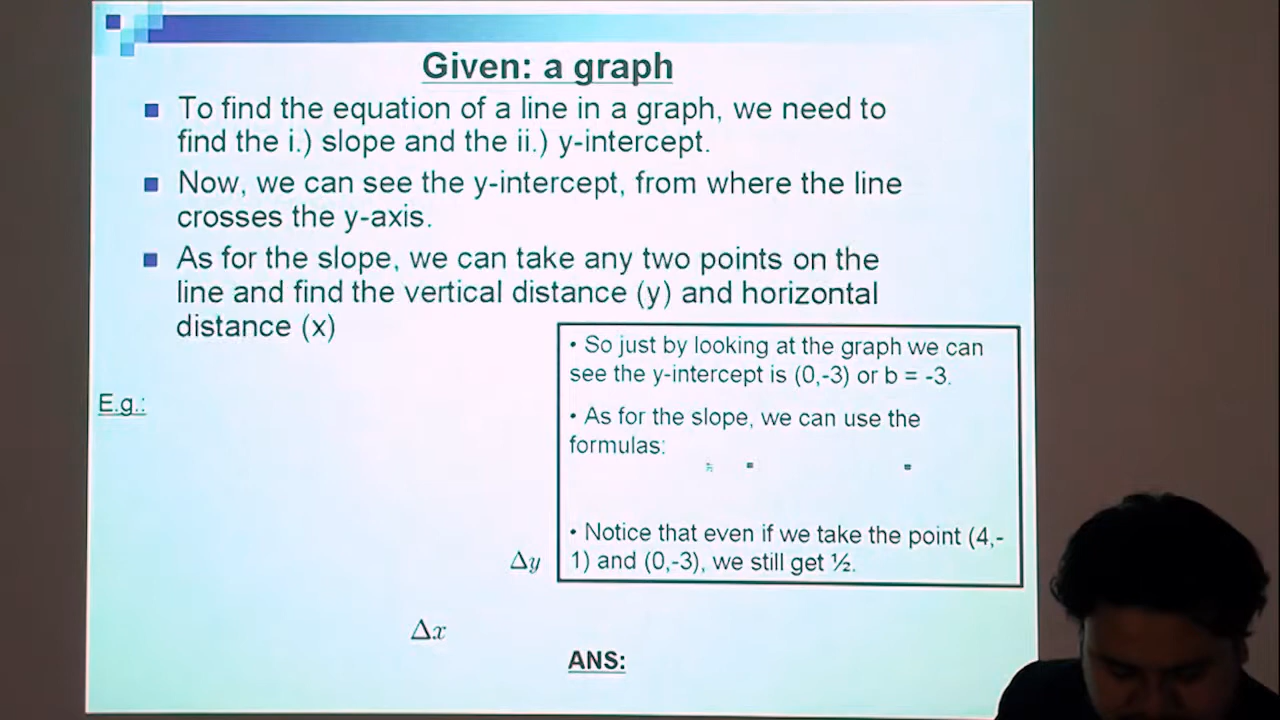 Given: a graph
To find the equation of a line in a graph, we need to
find the i.) slope and the ii.) y-intercept.
Now, we can see the y-intercept, from where the line
crosses the y-axis.
As for the slope, we can take any two points on the
line and find the vertical distance (y) and horizontal
distance (x)
E.g.:
• So just by looking at the graph we can
see the y-intercept is (0,-3) or b = -3.
• As for the slope, we can use the
formulas:
• Notice that even if we take the point (4,-
1) and (0,-3), we still get ½.
Δy
Δx
ANS: